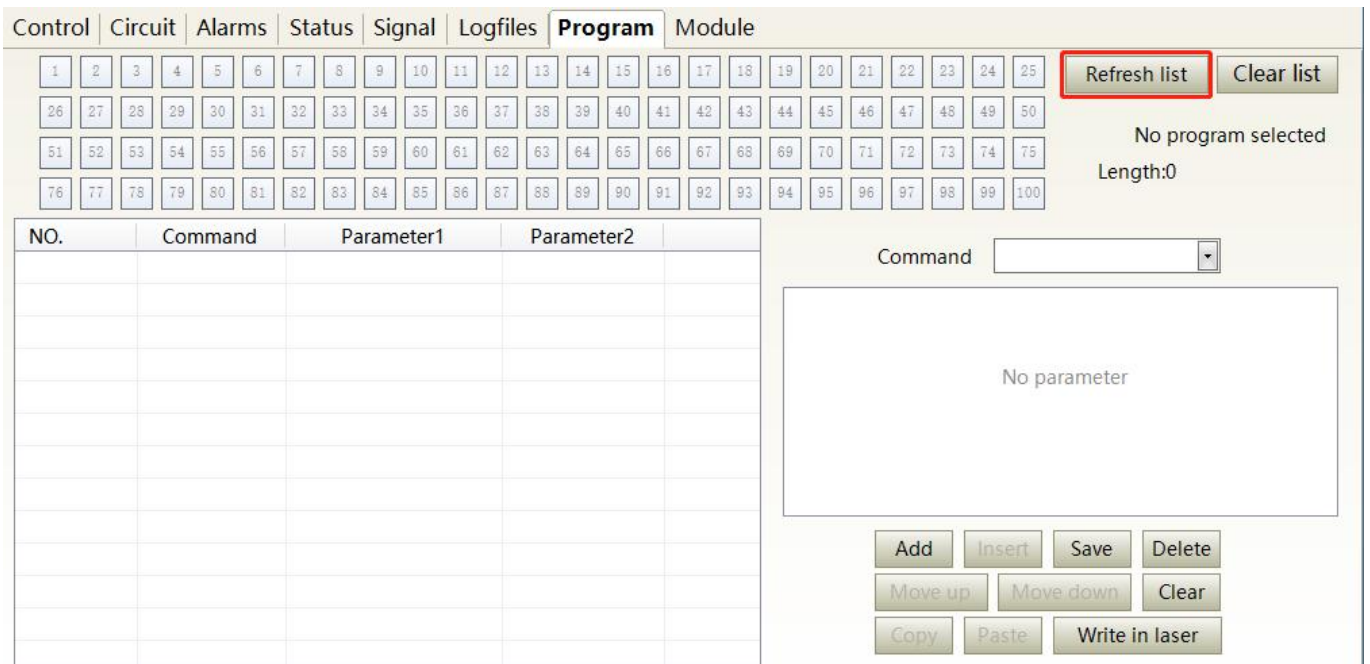 Control Circuit Alarms Status Signal Logfiles Program Module
1 2 3 4 5 6 7 8 9 10 11 12 13 14 15 16 17 18 19 20 21 22 23 24 25 Refresh list Clear list
26 27 28 29 30 31 32 33 34 35 36 37 38 39 40 41 42 43 44 45 46 47 48 49 50
No program selected
51 52 53 54 55 56 57 58 59 60 61 62 63 64 65 66 67 68 69 70 71 72 73 74 75
Length:0
76 77 78 79 80 81 82 83 84 85 86 87 88 89 90 91 92 93 94 95 96 97 98 99 100
NO. Command Parameter1 Parameter2
Command
No parameter
Add Insert Save Delete
Move up Move down Clear
Copy Paste Write in laser